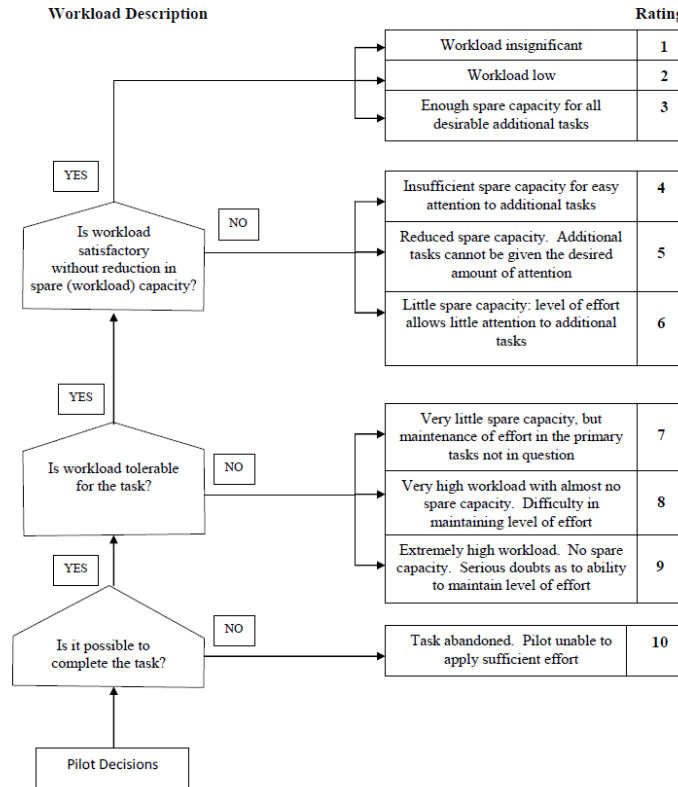 Workload Description
Rating
Workload insignificant
1
Workload low
2
Enough spare capacity for all
desirable additional tasks
3
YES
Is workload
satisfactory
without reduction in
spare (workload) capacity?
NO
Insufficient spare capacity for easy
attention to additional tasks
4
Reduced spare capacity. Additional
tasks cannot be given the desired
amount of attention
5
Little spare capacity: level of effort
allows little attention to additional
tasks
6
YES
Is workload tolerable
for the task?
NO
Very little spare capacity, but
maintenance of effort in the primary
tasks not in question
7
Very high workload with almost no
spare capacity. Difficulty in
maintaining level of effort
8
Extremely high workload. No spare
capacity. Serious doubts as to ability
to maintain level of effort
9
YES
Is it possible to
complete the task?
NO
Task abandoned. Pilot unable to
apply sufficient effort
10
Pilot Decisions